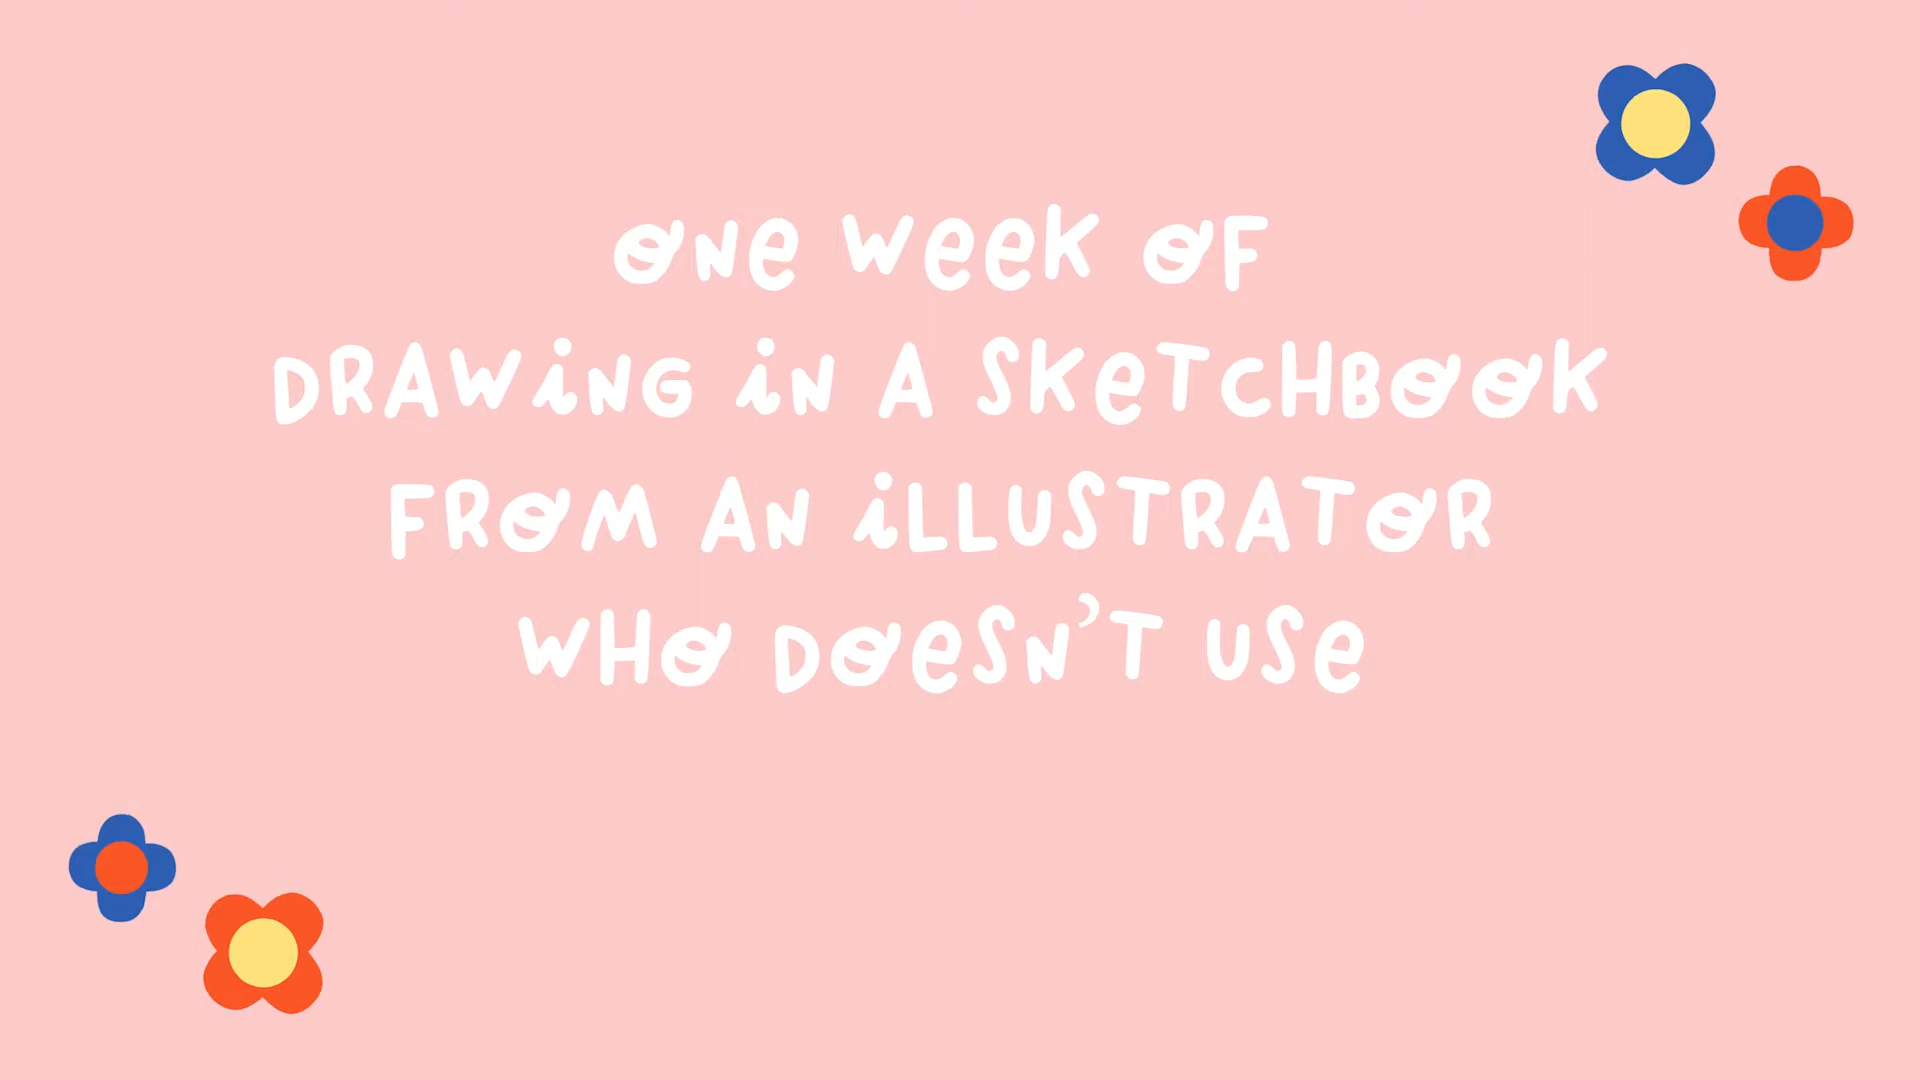 ONE WEEK OF
DRAWING IN A SKETCHBOOK
FROM AN ILLUSTRATOR
WHO DOESN'T USE